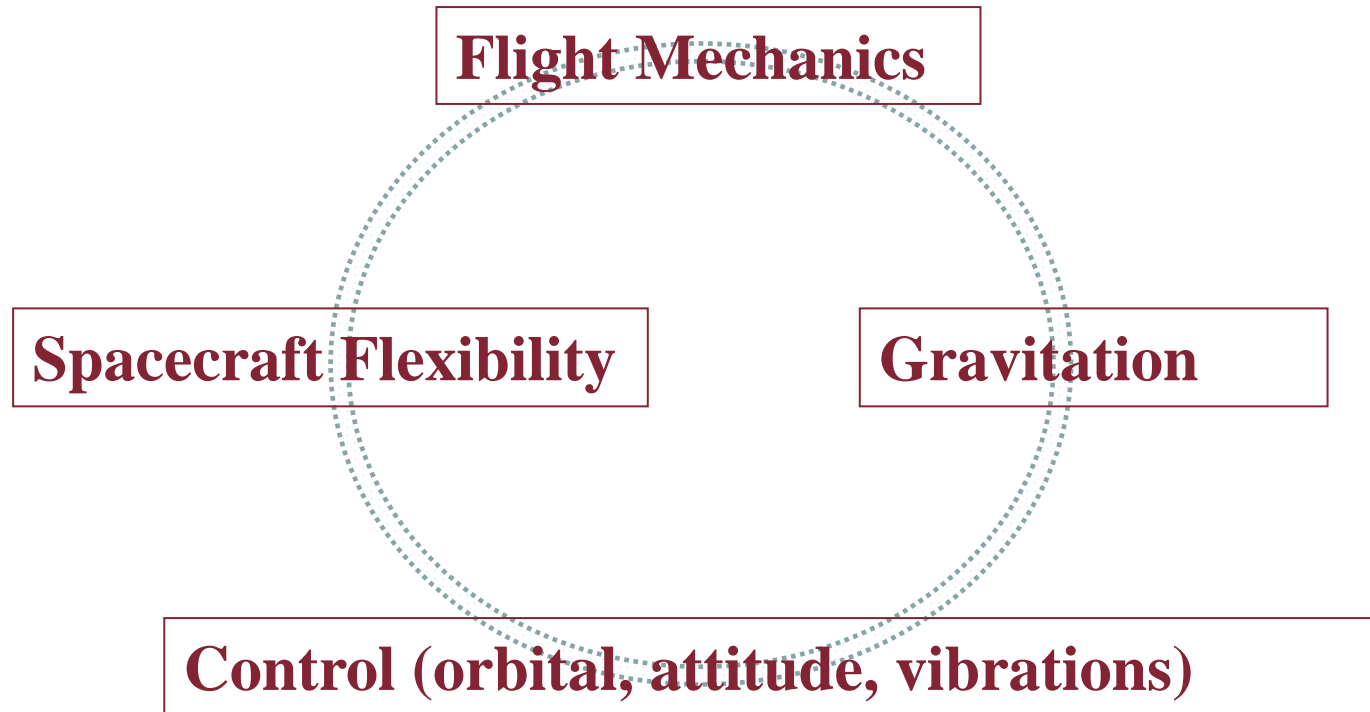 Flight Mechanics
Spacecraft Flexibility
Gravitation
Control (orbital, attitude, vibrations)